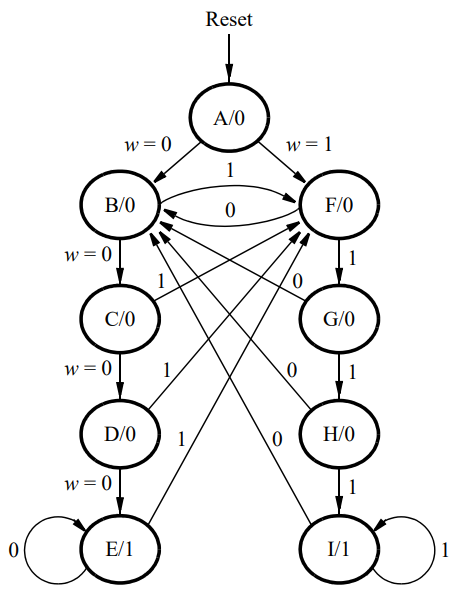 Reset
A/0
w = 0
w = 1
1
B/0
F/0
0
w = 0
1
1
0
C/0
G/0
w = 0
1
0
1
D/0
H/0
w = 0
1
0
1
0
E/1
I/1
1